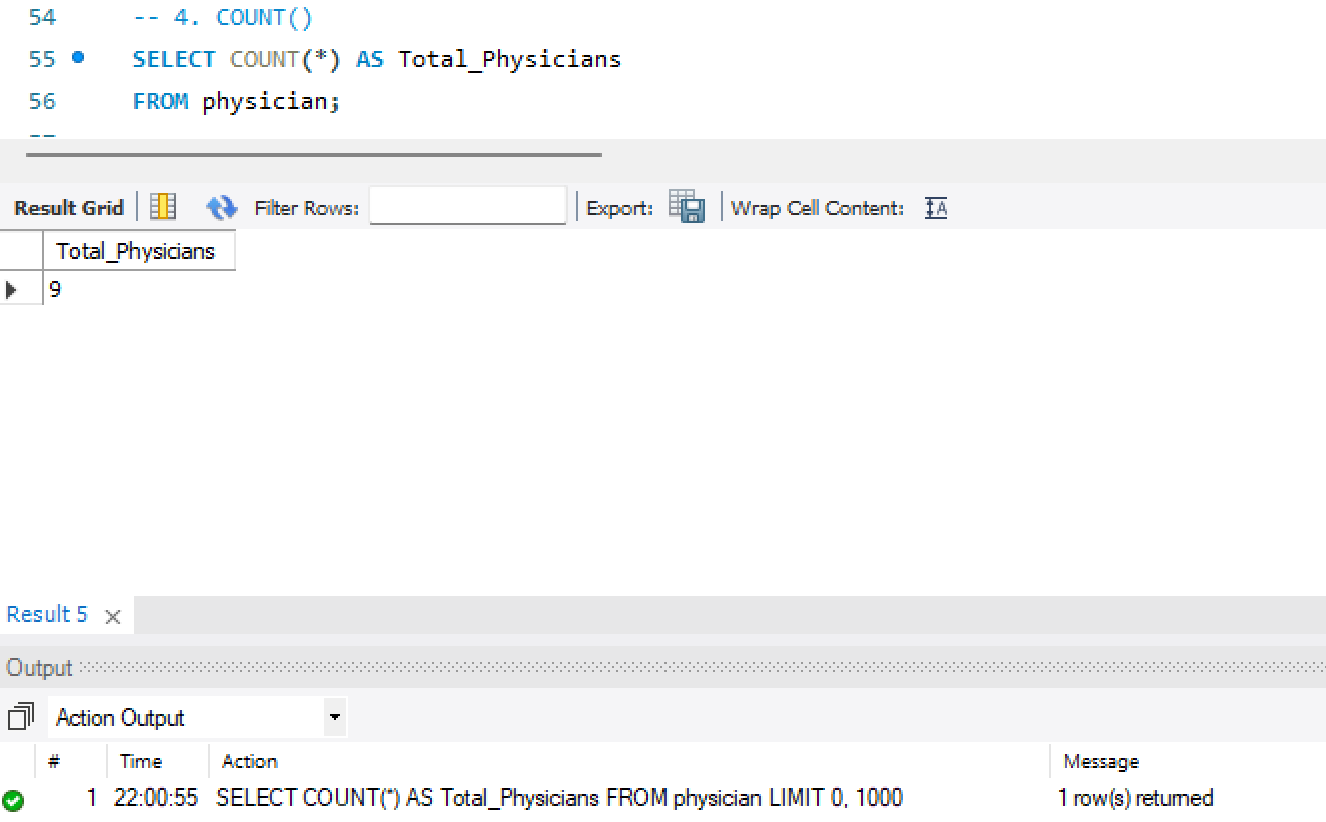 54 -- 4. COUNT()
55 SELECT COUNT(*) AS Total_Physicians
56 FROM physician;
Result Grid Filter Rows: Export: Wrap Cell Content: IA
Total_Physicians
9
Result 5 ×
Output
Action Output
# Time Action Message
1 22:00:55 SELECT COUNT(*) AS Total_Physicians FROM physician LIMIT 0, 1000 1 row(s) returned